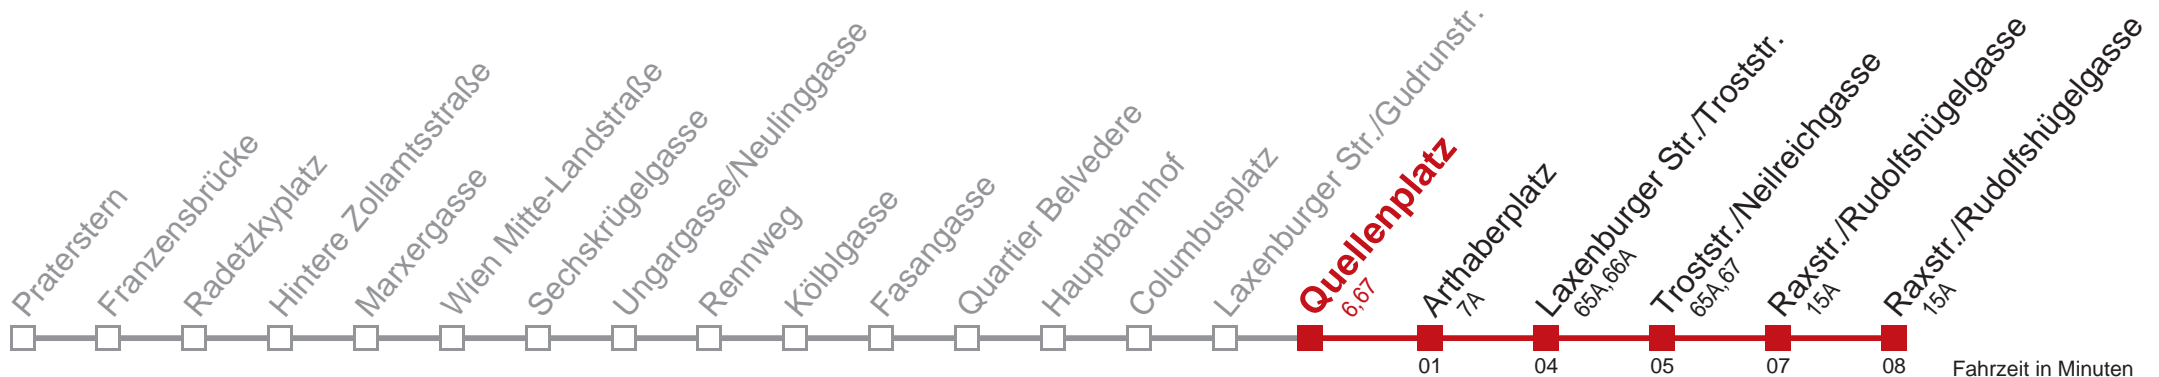 Praterstern
Franzensbrücke
Radetzkyplatz
Hintere Zollamtsstraße
Marxergasse
Wien Mitte-Landstraße
Sechskrügelgasse
Ungargasse/Neulinggasse
Rennweg
Kölblgasse
Fasangasse
Quartier Belvedere
Hauptbahnhof
Columbusplatz
Laxenburger Str./Gudrunstr.
Quellenplatz
6,67
Arthaberplatz
7A
Laxenburger Str./Troststr.
65A,66A
Troststr./Neilreichgasse
65A,67
Raxstr./Rudolfshügelgasse
15A
Raxstr./Rudolfshügelgasse
15A
01 04 05 07 08 Fahrzeit in Minuten